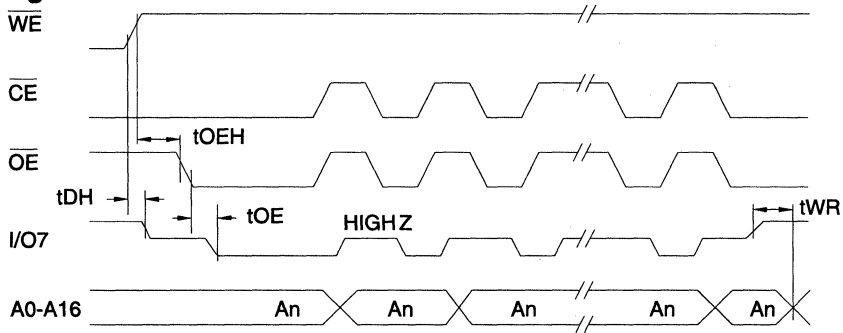 WE
CE
tOEH
OE
tDH
tOE
HIGH Z
tWR
I/O7
A0-A16
An
An
An
An
An